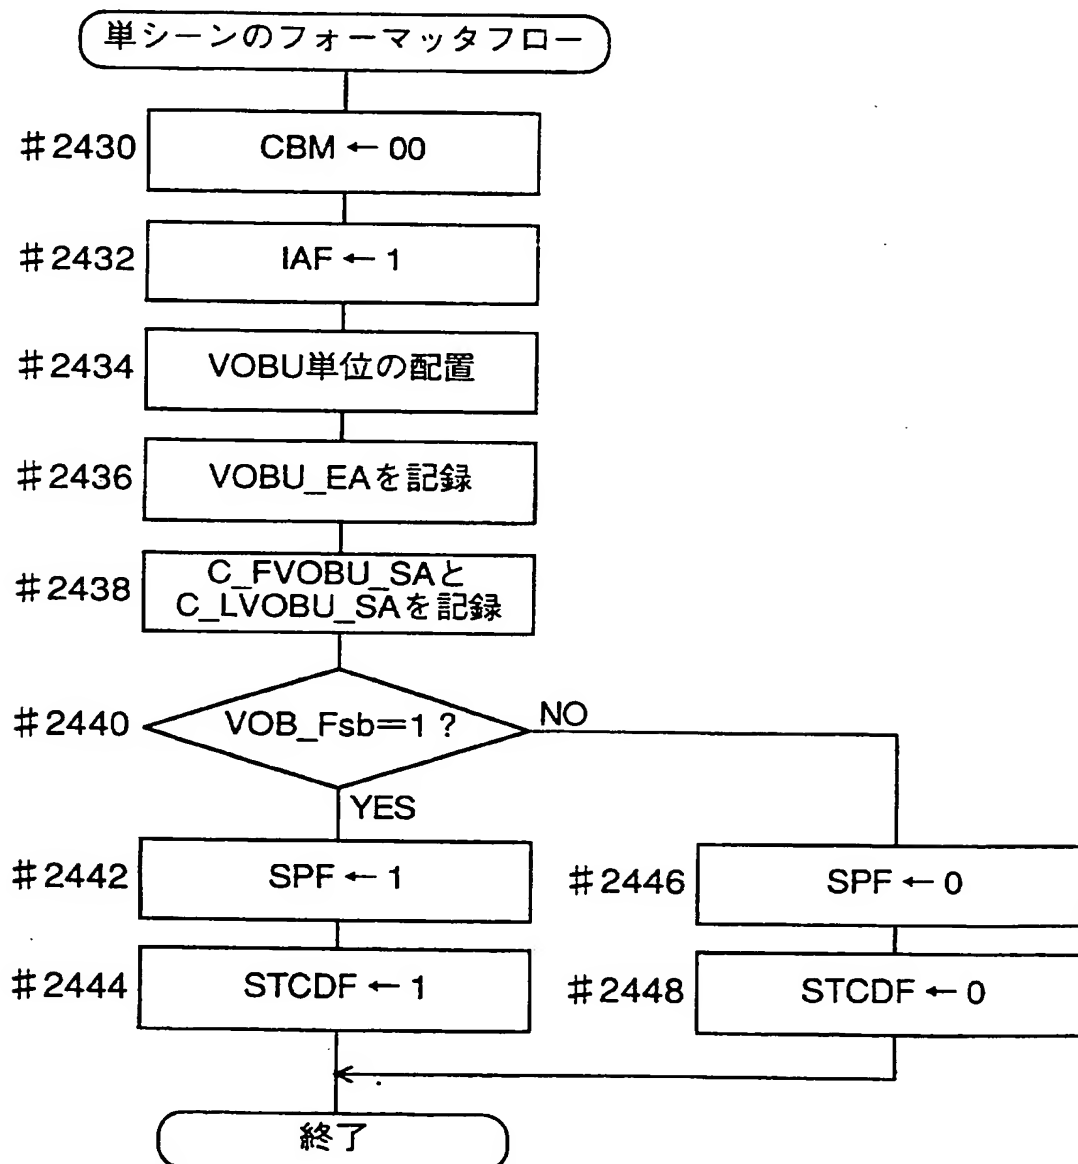 単シーンのフォーマッタフロー
#2430
CBM ← 00
#2432
IAF ← 1
#2434
VOBU単位の配置
#2436
VOBU_EAを記録
#2438
C_FVOBU_SAと
C_LVOBU_SAを記録
#2440
VOB_Fsb=1 ?
NO
YES
#2442
SPF ← 1
#2446
SPF ← 0
#2444
STCDF ← 1
#2448
STCDF ← 0
終了